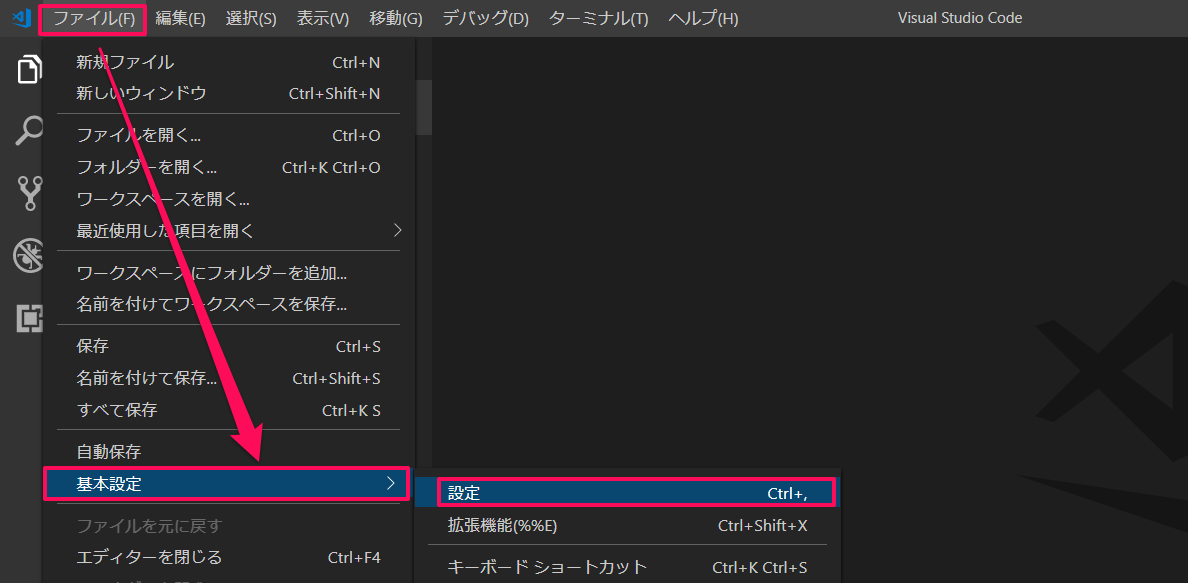 ファイル(F) 編集(E) 選択(S) 表示(V) 移動(G) デバッグ(D) ターミナル(T) ヘルプ(H) Visual Studio Code
新規ファイル Ctrl+N
新しいウィンドウ Ctrl+Shift+N
ファイルを開く... Ctrl+O
フォルダーを開く... Ctrl+K Ctrl+O
ワークスペースを開く...
最近使用した項目を開く
ワークスペースにフォルダーを追加...
名前を付けてワークスペースを保存...
保存 Ctrl+S
名前を付けて保存... Ctrl+Shift+S
すべて保存 Ctrl+K S
自動保存
基本設定
設定 Ctrl+,
拡張機能(%%E) Ctrl+Shift+X
ファイルを元に戻す
エディターを閉じる Ctrl+F4
キーボード ショートカット Ctrl+K Ctrl+S